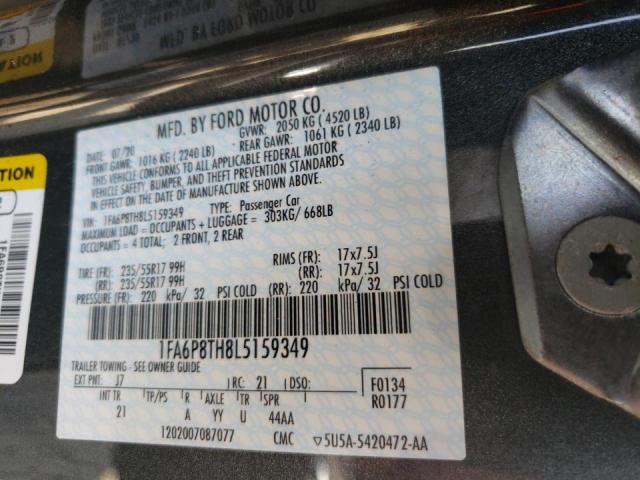 MFD. BY FORD MOTOR CO.
DATE: 07/20 GVWR: 2050 KG ( 4520 LB)
FRONT GAWR: 1016 KG ( 2240 LB) REAR GAWR: 1061 KG ( 2340 LB)
THIS VEHICLE CONFORMS TO ALL APPLICABLE FEDERAL MOTOR
VEHICLE SAFETY, BUMPER, AND THEFT PREVENTION STANDARDS
IN EFFECT ON THE DATE OF MANUFACTURE SHOWN ABOVE.
VIN: 1FA6P8TH8L5159349 TYPE: Passenger Car
MAXIMUM LOAD = OCCUPANTS + LUGGAGE = 303KG/ 668LB
OCCUPANTS = 4 TOTAL; 2 FRONT, 2 REAR
TIRE (FR): 235/55R17 99H RIMS (FR): 17x7.5J
(RR): 235/55R17 99H (RR): 17x7.5J
PRESSURE (FR): 220 kPa/ 32 PSI COLD (RR): 220 kPa/ 32 PSI COLD
1FA6P8TH8L5159349
TRAILER TOWING - SEE OWNER GUIDE
EXT PNT: J7 RC: 21 DSO: F0134
INT TR TP/PS R AXLE TR SPR R0177
21 A YY U 44AA
1202007087077 CMC 5U5A-5420472-AA